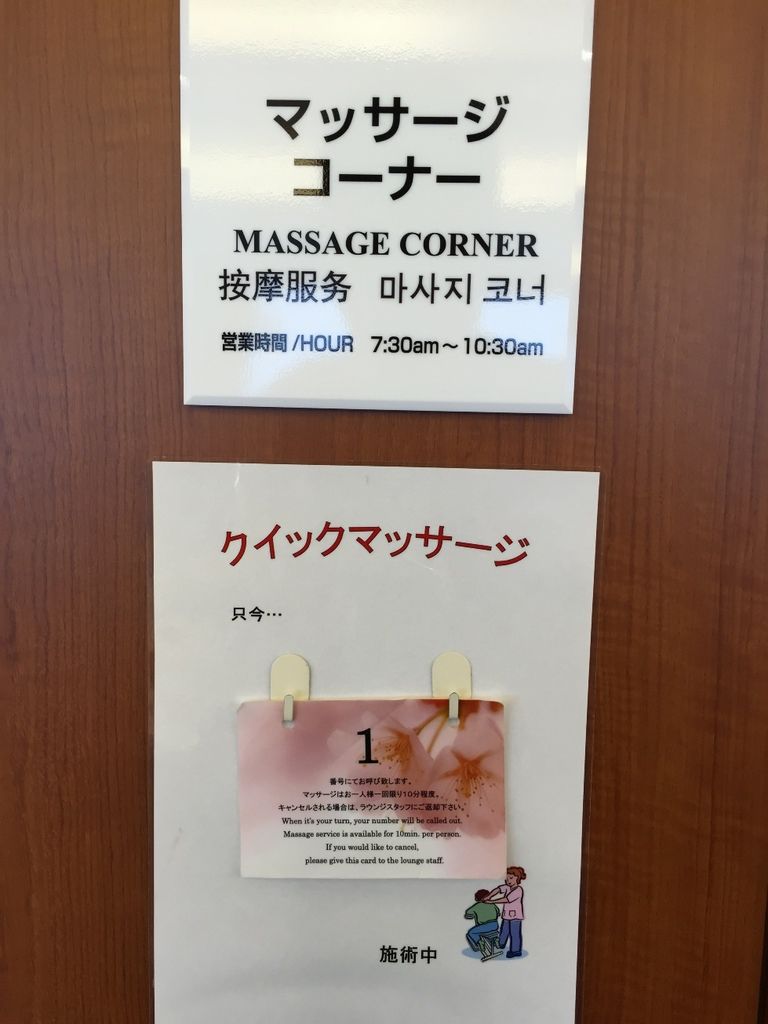 マッサージ
コーナー
MASSAGE CORNER
按摩服务 마사지 코너
営業時間/HOUR 7:30am～10:30am
クイックマッサージ
只今…
1
番号にてお呼び致します。
マッサージはお一人様一回限り10分程度。
キャンセルされる場合は、ラウンジスタッフにご返却下さい。
When it's your turn, your number will be called out.
Massage service is available for 10min. per person.
If you would like to cancel,
please give this card to the lounge staff.
施術中